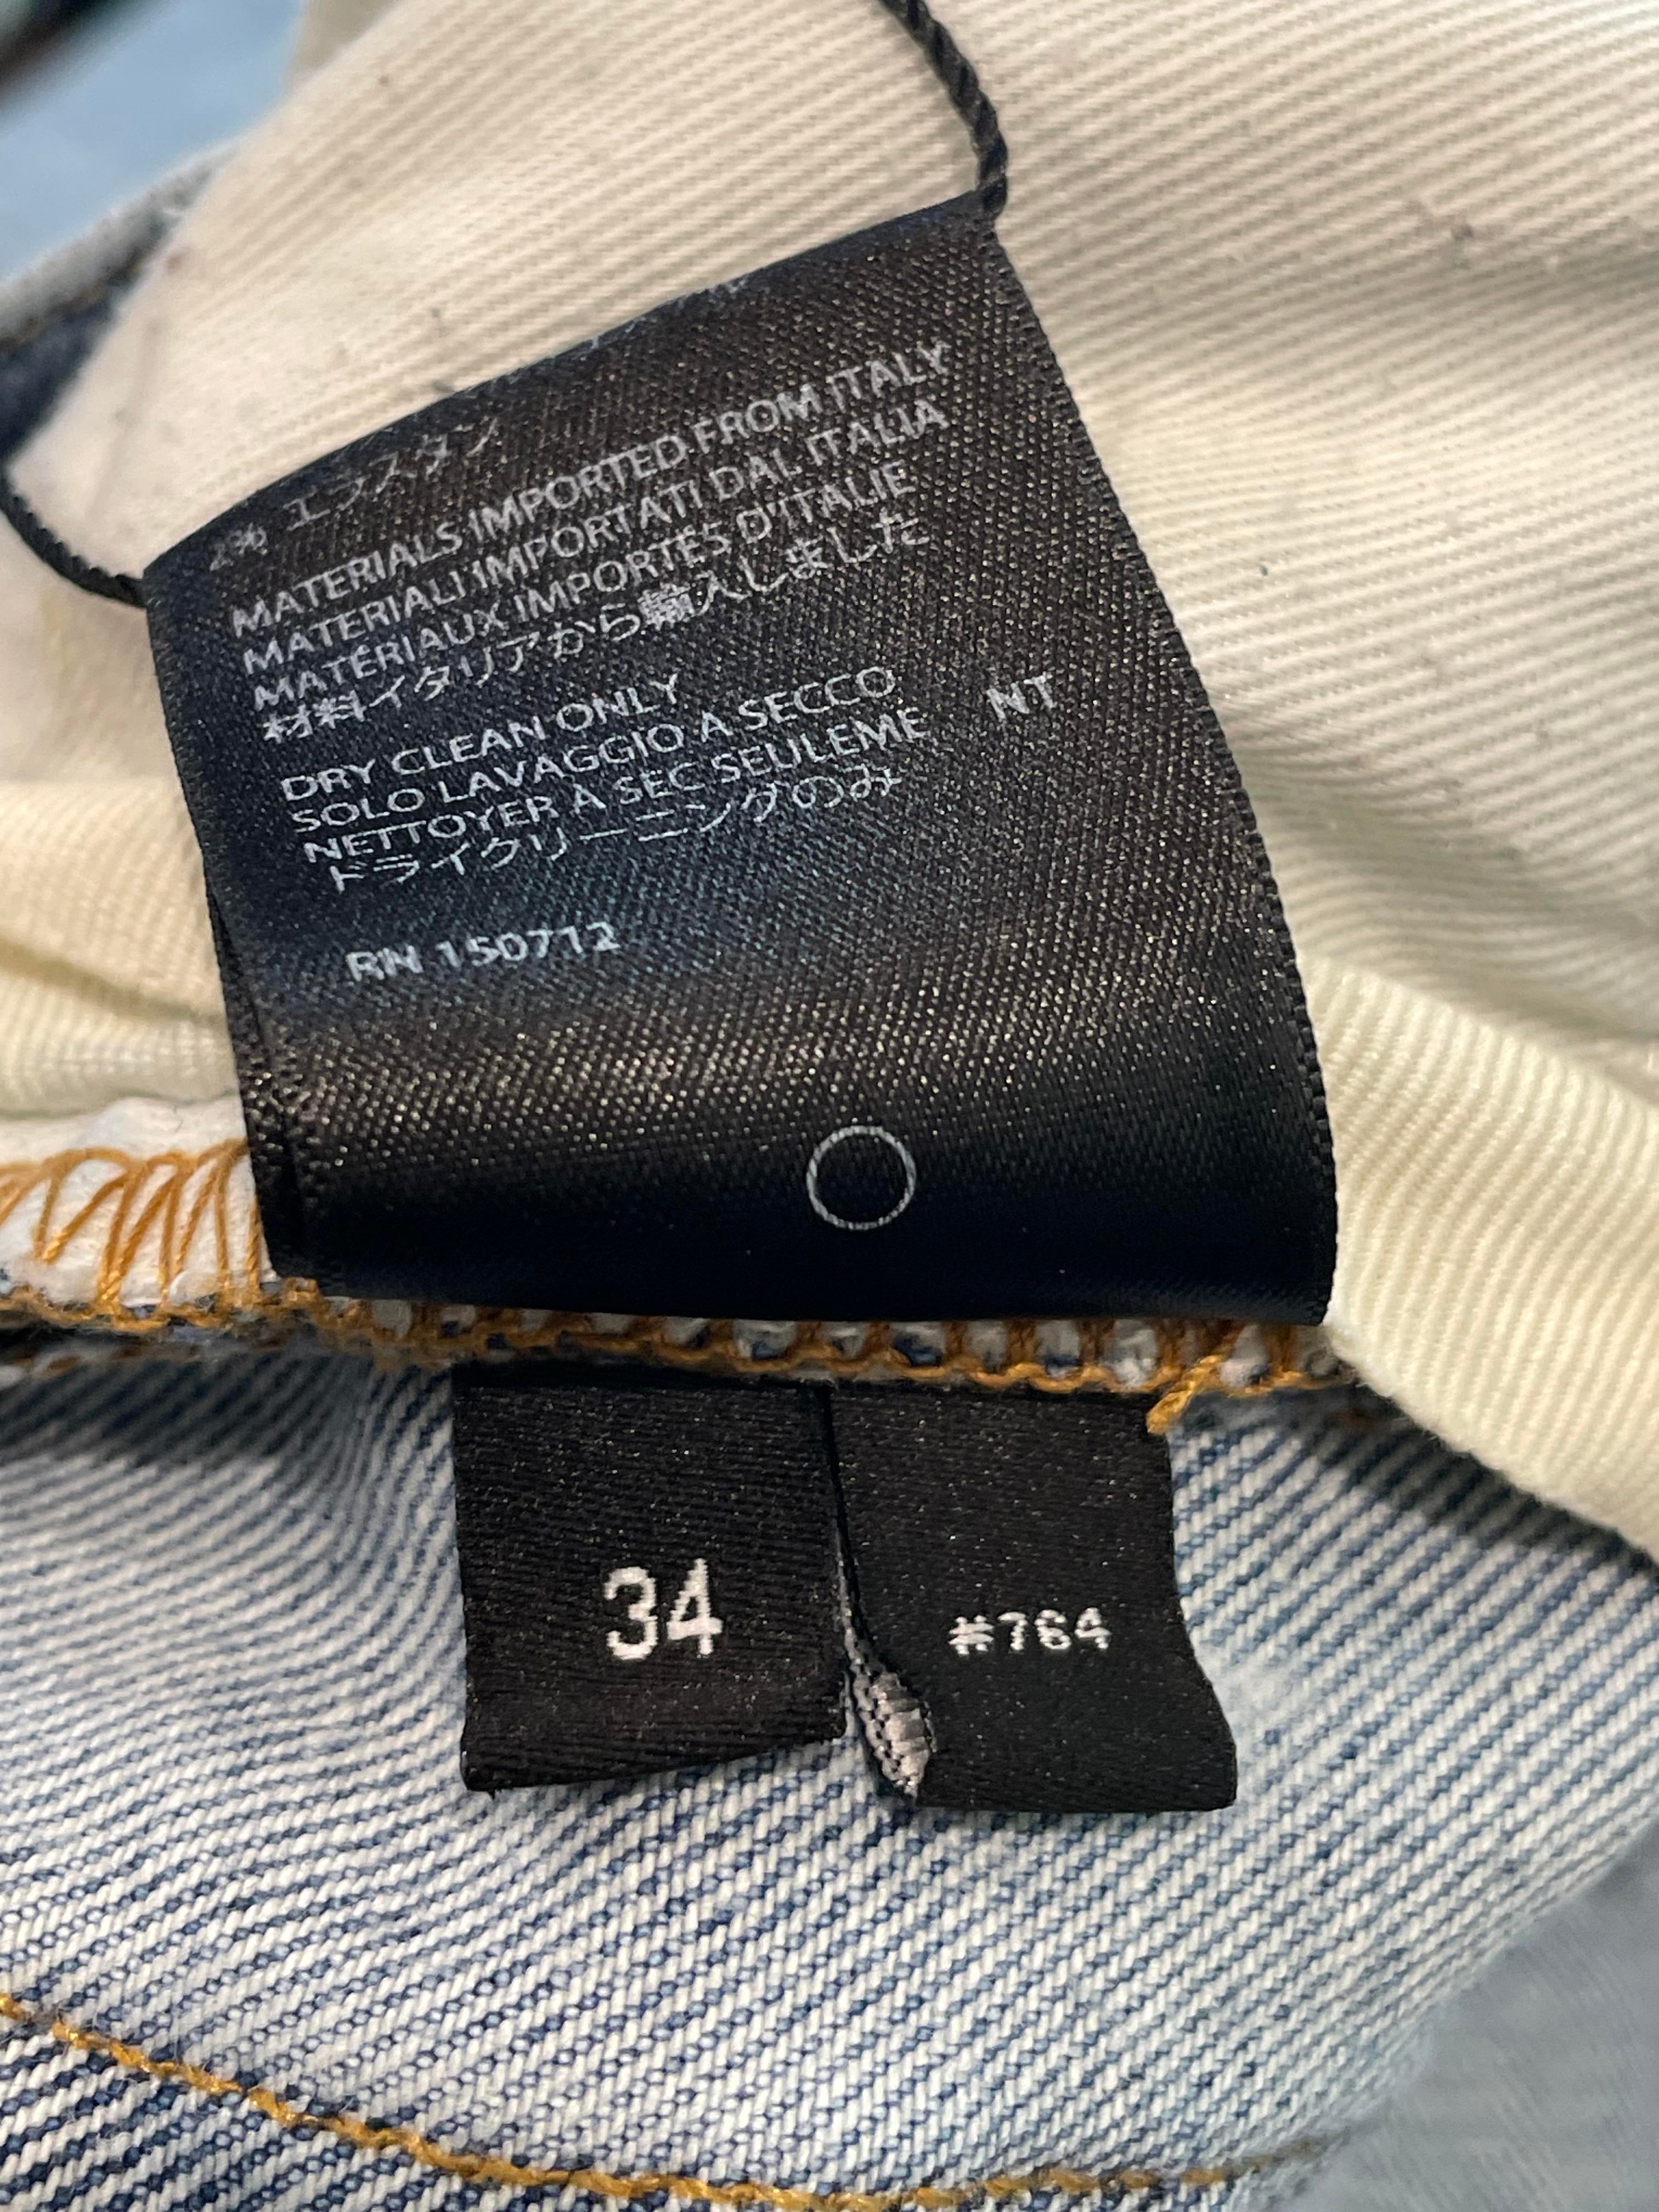 2% エラスタン
MATERIALS IMPORTED FROM ITALY
MATERIALI IMPORTATI DAL ITALIA
MATÉRIAUX IMPORTÉS D'ITALIE
材料イタリアから輸入しました
DRY CLEAN ONLY
SOLO LAVAGGIO A SECCO NT
NETTOYER À SEC SEULEME
ドライクリーニングのみ
RN 150712
34
#764